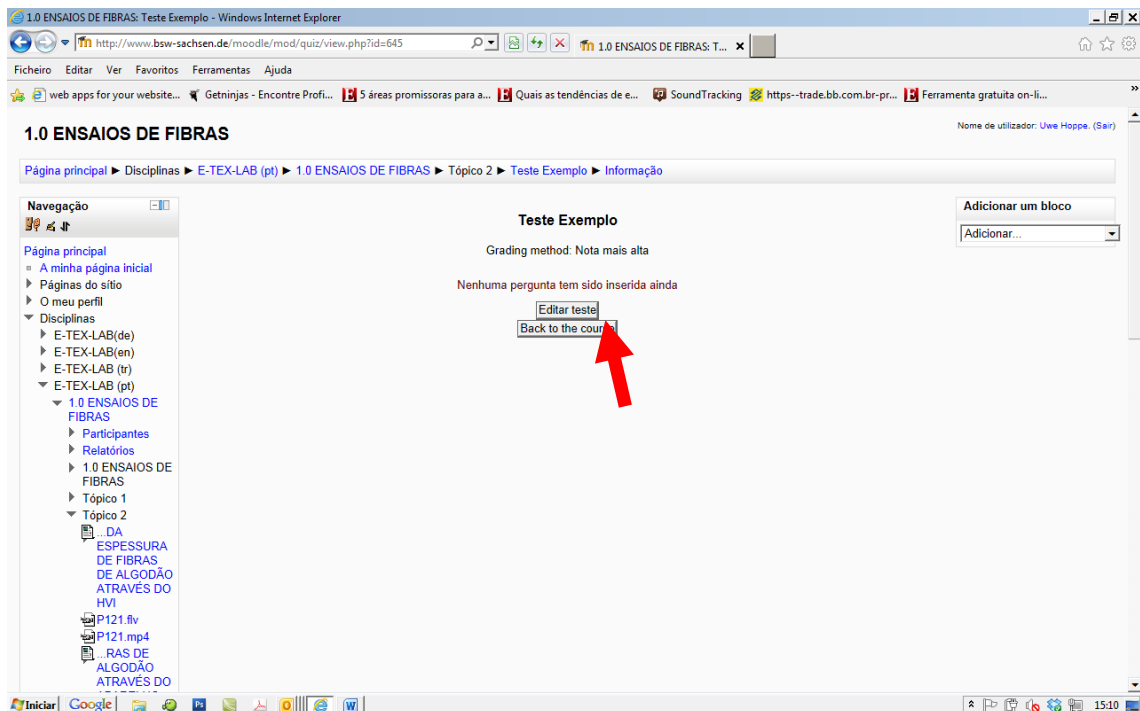 1.0 ENSAIOS DE FIBRAS: Teste Exemplo - Windows Internet Explorer
http://www.bsw-sachsen.de/moodle/mod/quiz/view.php?id=645
1.0 ENSAIOS DE FIBRAS: T...
Ficheiro Editar Ver Favoritos Ferramentas Ajuda
web apps for your website... Getninjas - Encontre Profi... 5 áreas promissoras para a... Quais as tendências de e... SoundTracking https--trade.bb.com.br-pr... Ferramenta gratuita on-li...
1.0 ENSAIOS DE FIBRAS
Nome de utilizador: Uwe Hoppe. (Sair)
Página principal ► Disciplinas ► E-TEX-LAB (pt) ► 1.0 ENSAIOS DE FIBRAS ► Tópico 2 ► Teste Exemplo ► Informação
Navegação
Página principal
A minha página inicial
Páginas do sítio
O meu perfil
Disciplinas
E-TEX-LAB(de)
E-TEX-LAB(en)
E-TEX-LAB (tr)
E-TEX-LAB (pt)
1.0 ENSAIOS DE
FIBRAS
Participantes
Relatórios
1.0 ENSAIOS DE
FIBRAS
Tópico 1
Tópico 2
...DA
ESPESSURA
DE FIBRAS
DE ALGODÃO
ATRAVÉS DO
HVI
P121.flv
P121.mp4
...RAS DE
ALGODÃO
ATRAVÉS DO
Teste Exemplo
Grading method: Nota mais alta
Nenhuma pergunta tem sido inserida ainda
Editar teste
Back to the course
Adicionar um bloco
Adicionar...
Iniciar Google
15:10